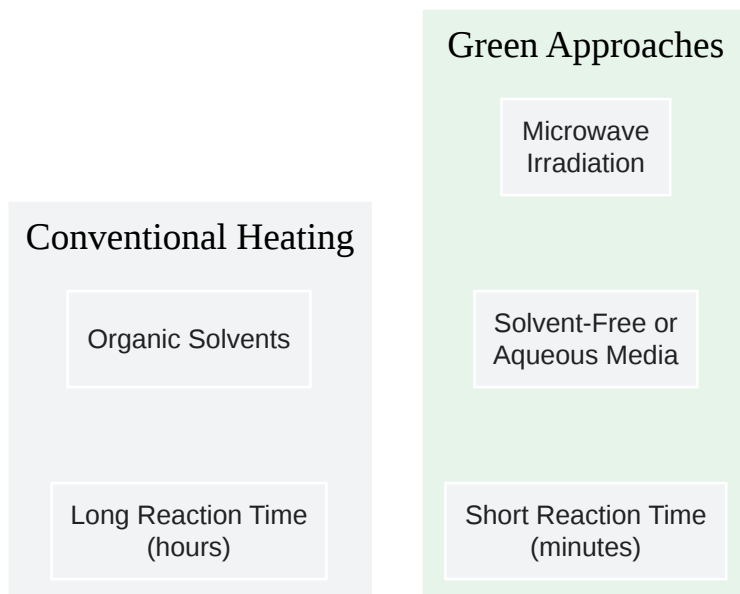 Conventional Heating
Organic Solvents
Long Reaction Time
(hours)
Green Approaches
Microwave
Irradiation
Solvent-Free or
Aqueous Media
Short Reaction Time
(minutes)